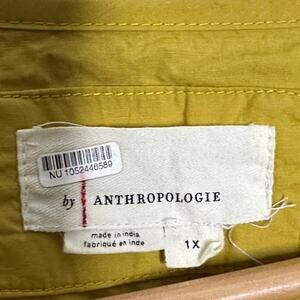 NU 1052446589
by ANTHROPOLOGIE
made in india
fabriqué en inde
1X